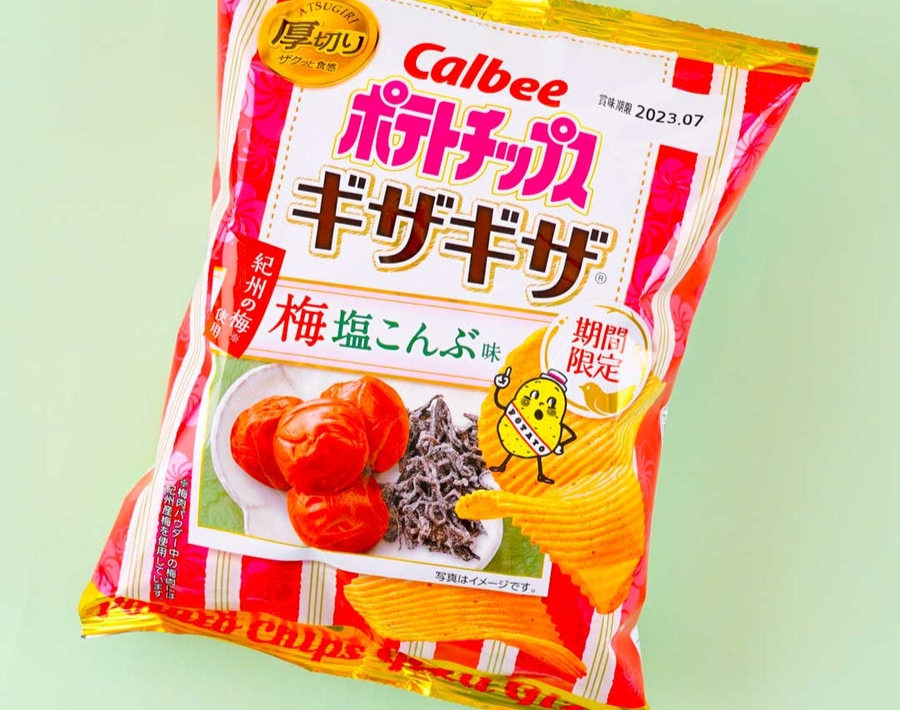 ATSUGIRI
厚切り
ザクッと食感
Calbee
賞味期限 2023.07
ポテトチップス
ギザギザ®
紀州の梅※
使用
梅塩こんぶ味
期間
限定
POTATO
写真はイメージです。
※梅肉パウダー中の梅肉には
紀州産梅を使用しています。
Chips